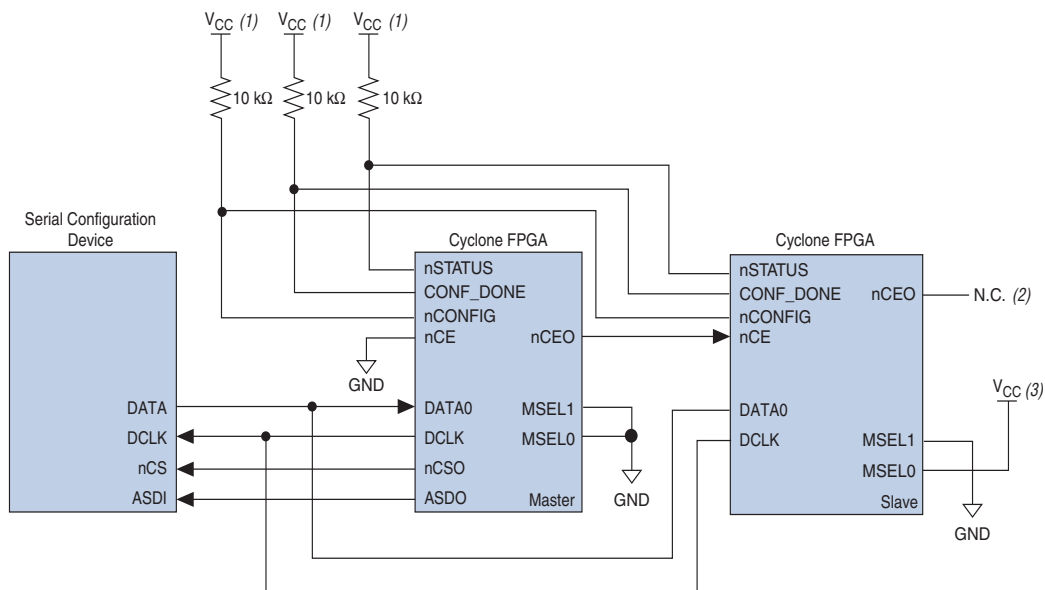 VCC (1) VCC (1) VCC (1)
10 kΩ 10 kΩ 10 kΩ
Serial Configuration
Device
DATA
DCLK
nCS
ASDI
Cyclone FPGA
nSTATUS
CONF_DONE
nCONFIG
nCE
nCEO
GND
DATA0
DCLK
nCSO
ASDO
MSEL1
MSEL0
Master
GND
Cyclone FPGA
nSTATUS
CONF_DONE
nCONFIG
nCE
nCEO
N.C. (2)
DATA0
DCLK
MSEL1
MSEL0
Slave
VCC (3)
GND